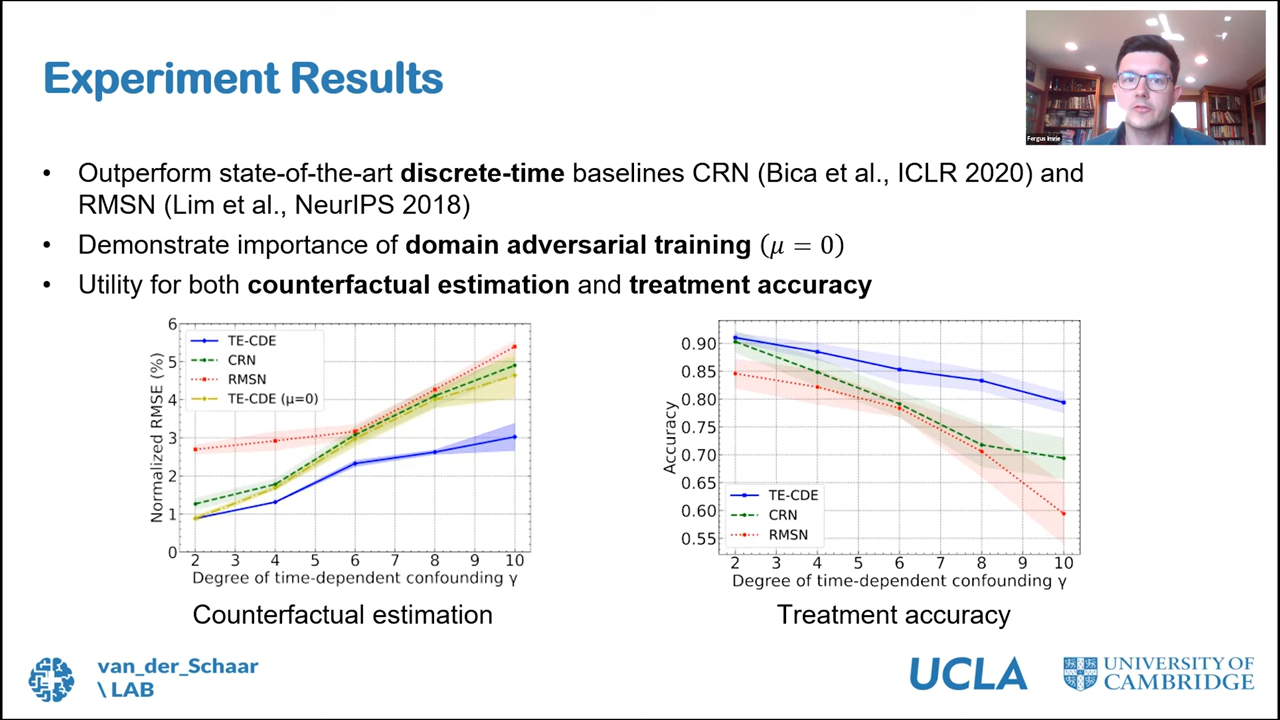 Experiment Results
Fergus Imrie
• Outperform state-of-the-art discrete-time baselines CRN (Bica et al., ICLR 2020) and
RMSN (Lim et al., NeurIPS 2018)
• Demonstrate importance of domain adversarial training (μ = 0)
• Utility for both counterfactual estimation and treatment accuracy
Normalized RMSE (%)
6
5
4
3
2
1
0
TE-CDE
CRN
RMSN
TE-CDE (μ=0)
2 3 4 5 6 7 8 9 10
Degree of time-dependent confounding γ
Counterfactual estimation
Accuracy
0.90
0.85
0.80
0.75
0.70
0.65
0.60
0.55
TE-CDE
CRN
RMSN
2 3 4 5 6 7 8 9 10
Degree of time-dependent confounding γ
Treatment accuracy
van_der_Schaar
\ LAB
UCLA
UNIVERSITY OF
CAMBRIDGE